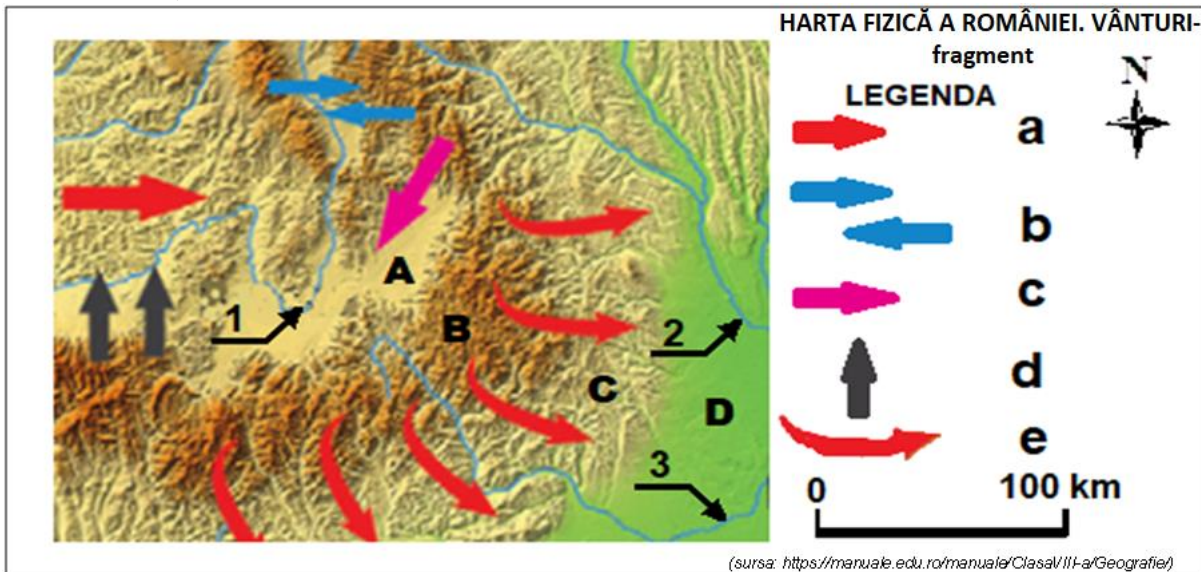 HARTA FIZICĂ A ROMÂNIEI. VÂNTURI-
fragment
N
LEGENDA
a
b
c
d
e
0 100 km
A
1
B
2
C
D
3
(sursa: https://manuale.edu.ro/manuale/ClasaVIII-a/Geografie/)